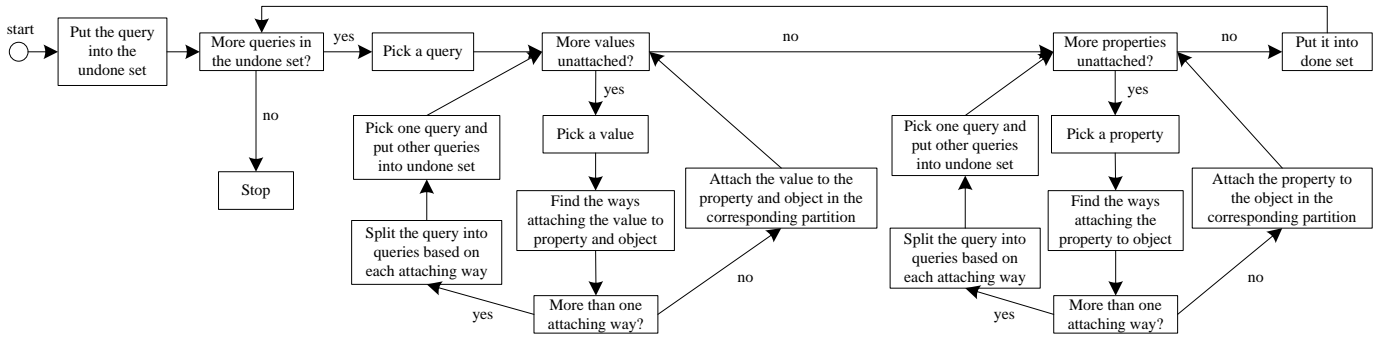 start
Put the query
into the
undone set
More queries in
the undone set?
yes
Pick a query
More values
unattached?
no
More properties
unattached?
no
Put it into
done set
no
Stop
yes
Pick one query and
put other queries
into undone set
Pick a value
Attach the value to the
property and object in the
corresponding partition
Find the ways
attaching the value to
property and object
Split the query into
queries based on
each attaching way
yes
More than one
attaching way?
no
yes
Pick one query and
put other queries
into undone set
Pick a property
Attach the property to
the object in the
corresponding partition
Find the ways
attaching the
property to object
Split the query into
queries based on
each attaching way
yes
More than one
attaching way?
no